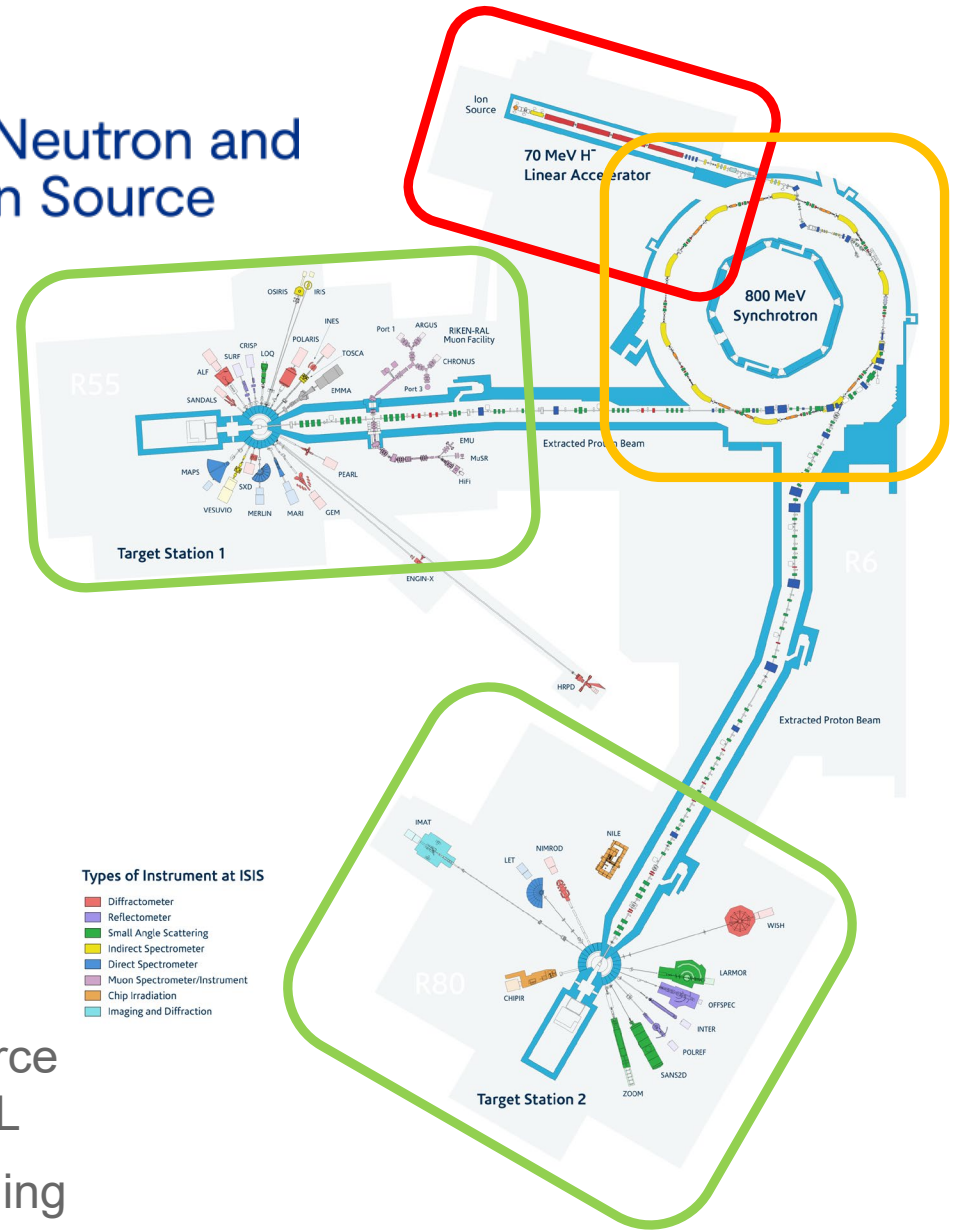 Neutron and
n Source
Ion
Source
70 MeV H⁻
Linear Accelerator
800 MeV
Synchrotron
R55
OSIRIS
IRIS
INES
POLARIS
TOSCA
CRISP
LOQ
SURF
ALF
SANDALS
EMMA
Port 1
ARGUS
RIKEN-RAL
Muon Facility
CHRONUS
Port 3
EMU
MuSR
HiFi
Extracted Proton Beam
MAPS
SXD
VESUVIO
MERLIN
MARI
GEM
PEARL
Target Station 1
ENGIN-X
HRPD
R6
Extracted Proton Beam
IMAT
LET
NIMROD
NILE
WISH
LARMOR
OFFSPEC
INTER
POLREF
SANS2D
ZOOM
CHIPIR
R80
Target Station 2
Types of Instrument at ISIS
Diffractometer
Reflectometer
Small Angle Scattering
Indirect Spectrometer
Direct Spectrometer
Muon Spectrometer/Instrument
Chip Irradiation
Imaging and Diffraction
rce
L
ing